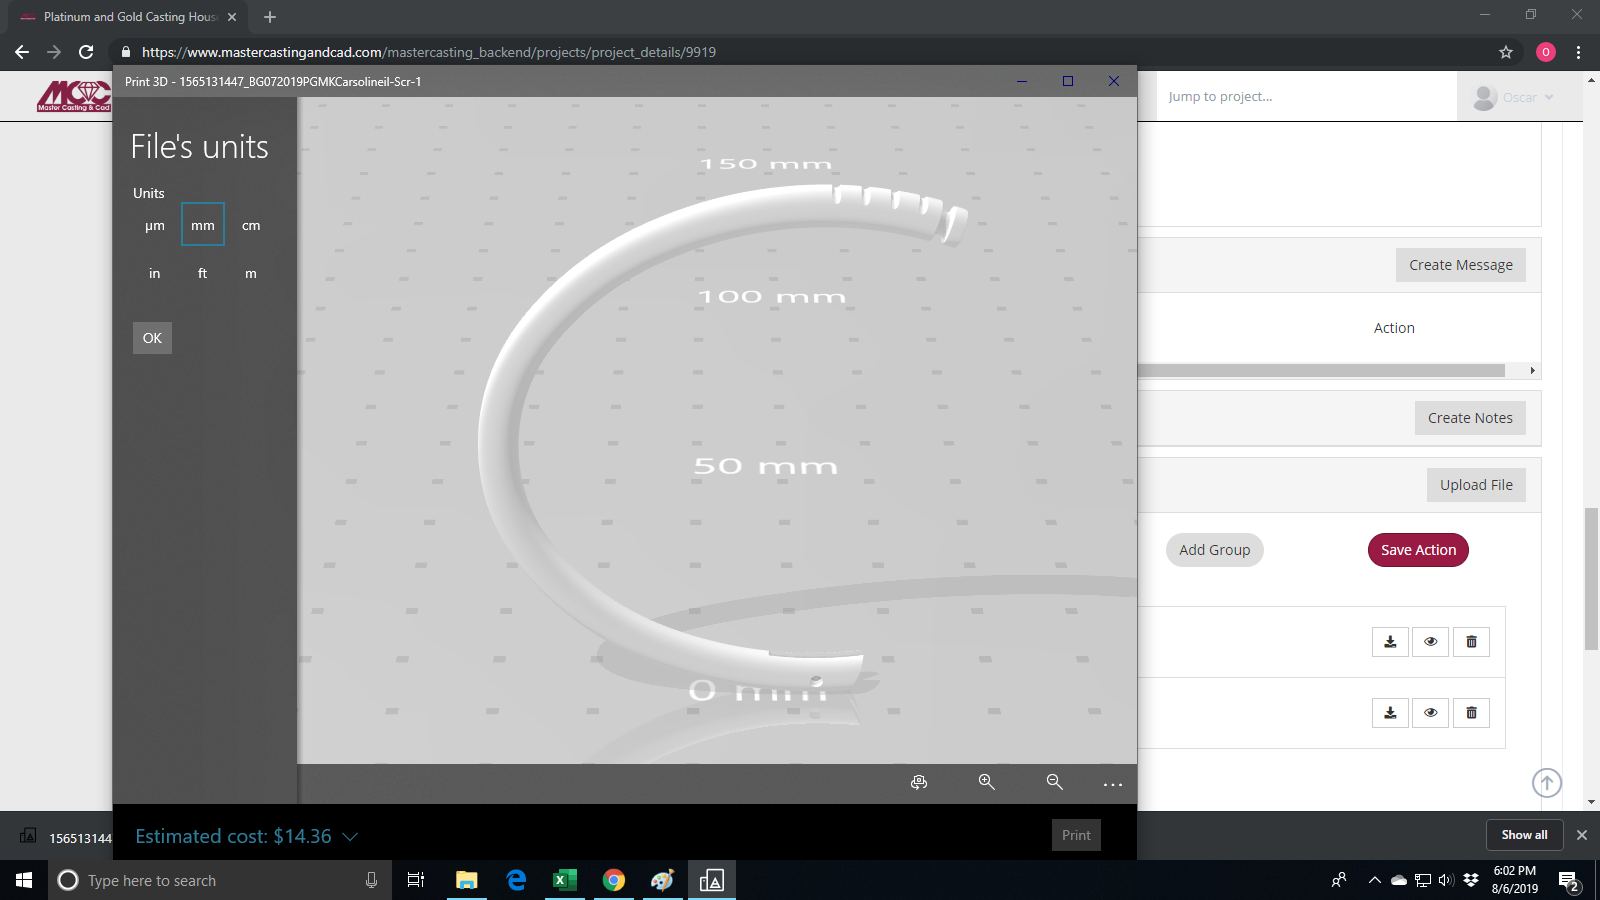 Platinum and Gold Casting Hous
https://www.mastercastingandcad.com/mastercasting_backend/projects/project_details/9919
O
Print 3D - 1565131447_BG072019PGMKCarsolineil-Scr-1
MCC
Master Casting & Cad
Jump to project...
Oscar
File's units
Units
µm mm cm
in ft m
OK
150 mm
100 mm
50 mm
0 mm
Create Message
Action
Create Notes
Upload File
Add Group
Save Action
Estimated cost: $14.36
Print
156513144
Show all
Type here to search
6:02 PM
8/6/2019
2